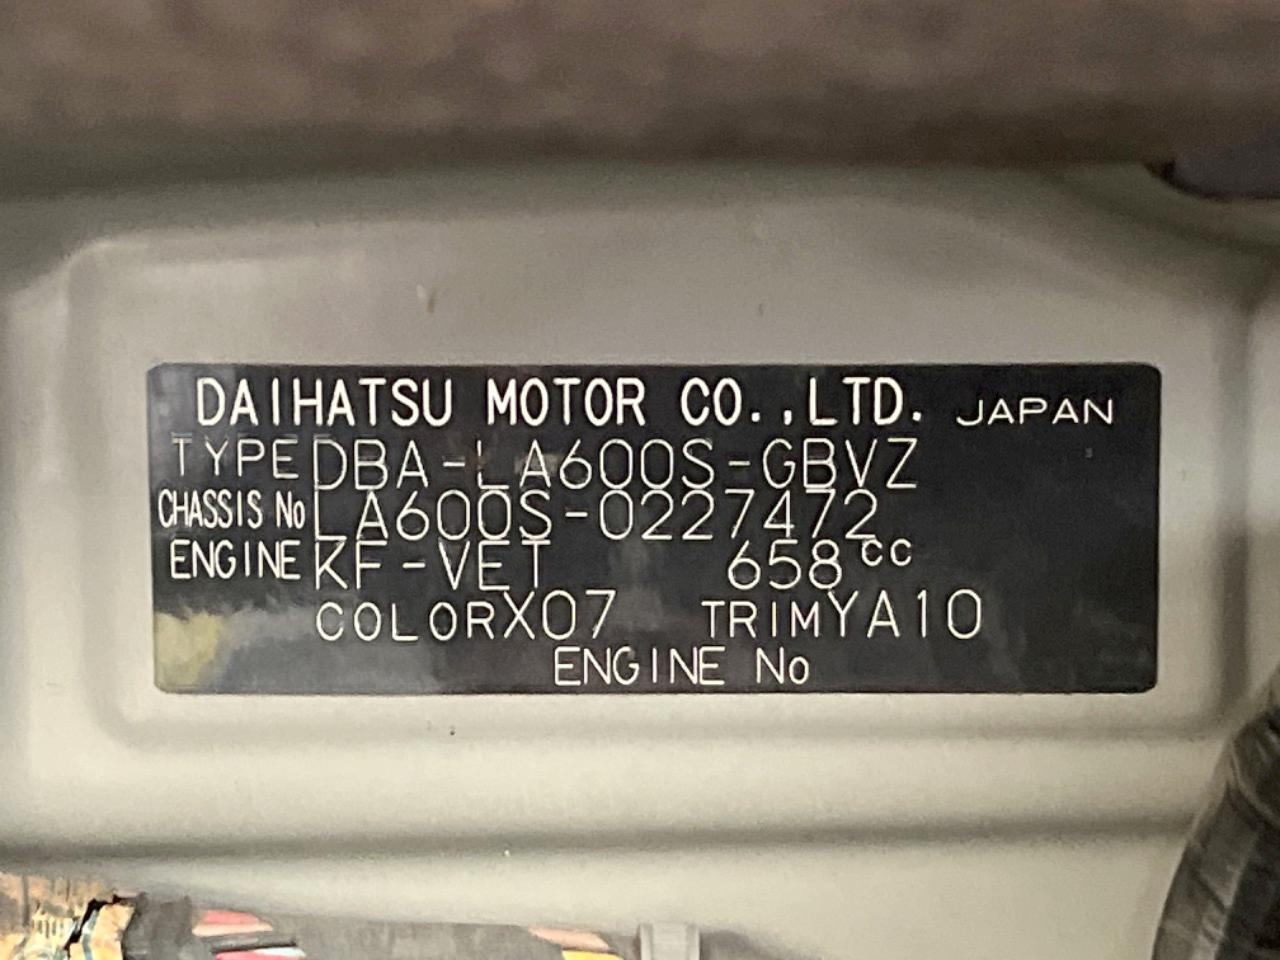 DAIHATSU MOTOR CO.,LTD. JAPAN
TYPE DBA-LA600S-GBVZ
CHASSIS No LA600S-0227472
ENGINE KF-VET 658cc
COLOR X07 TRIM YA10
ENGINE No